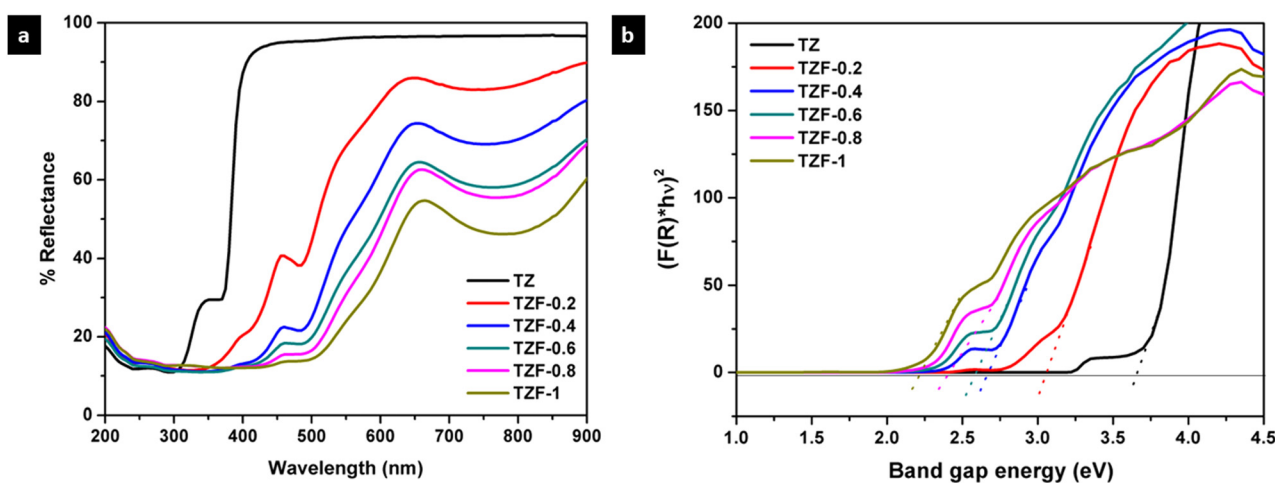 a
% Reflectance
100
80
60
40
20
0
200 300 400 500 600 700 800 900
Wavelength (nm)
TZ
TZF-0.2
TZF-0.4
TZF-0.6
TZF-0.8
TZF-1
b
(F(R)*hν)²
200
150
100
50
0
1.0 1.5 2.0 2.5 3.0 3.5 4.0 4.5
Band gap energy (eV)
TZ
TZF-0.2
TZF-0.4
TZF-0.6
TZF-0.8
TZF-1